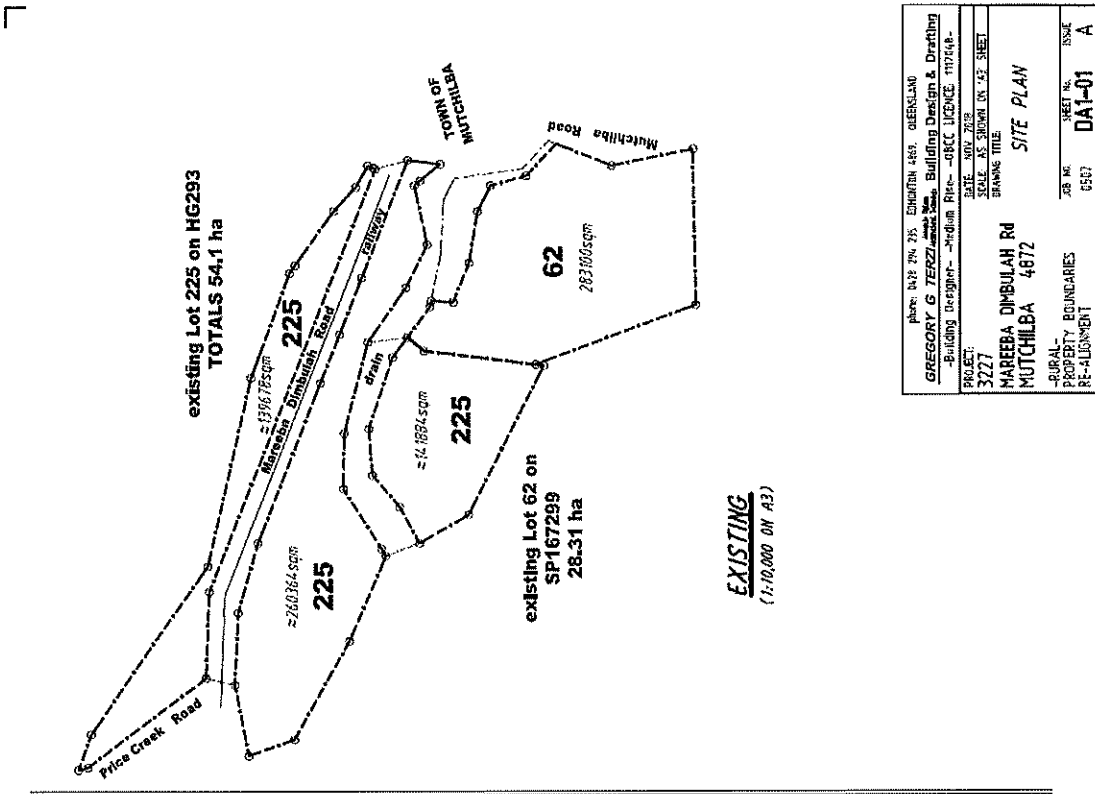 existing Lot 225 on HG293
TOTALS 54.1 ha
≈139678sqm
225
Mareeba Dimbulah Road
railway
TOWN OF
MUTCHILBA
Price Creek Road
≈260364sqm
225
drain
≈141884sqm
225
62
283100sqm
Mutchilba Road
existing Lot 62 on
SP167299
28.31 ha
EXISTING
(1:10,000 ON A3)
EDMONTON 4869, QUEENSLAND
GREGORY G TERZI
Building Design & Drafting
-Building Designer- -Medium Rise- -QBCC LICENCE:
PROJECT:
3227
MAREEBA DIMBULAH Rd
MUTCHILBA 4872
-RURAL-
PROPERTY BOUNDARIES
RE-ALIGNMENT
DATE: NOV
SCALE AS SHOWN ON 'A3' SHEET
DRAWING TITLE:
SITE PLAN
JOB NO.
0507
SHEET No.
DA1-01
ISSUE
A